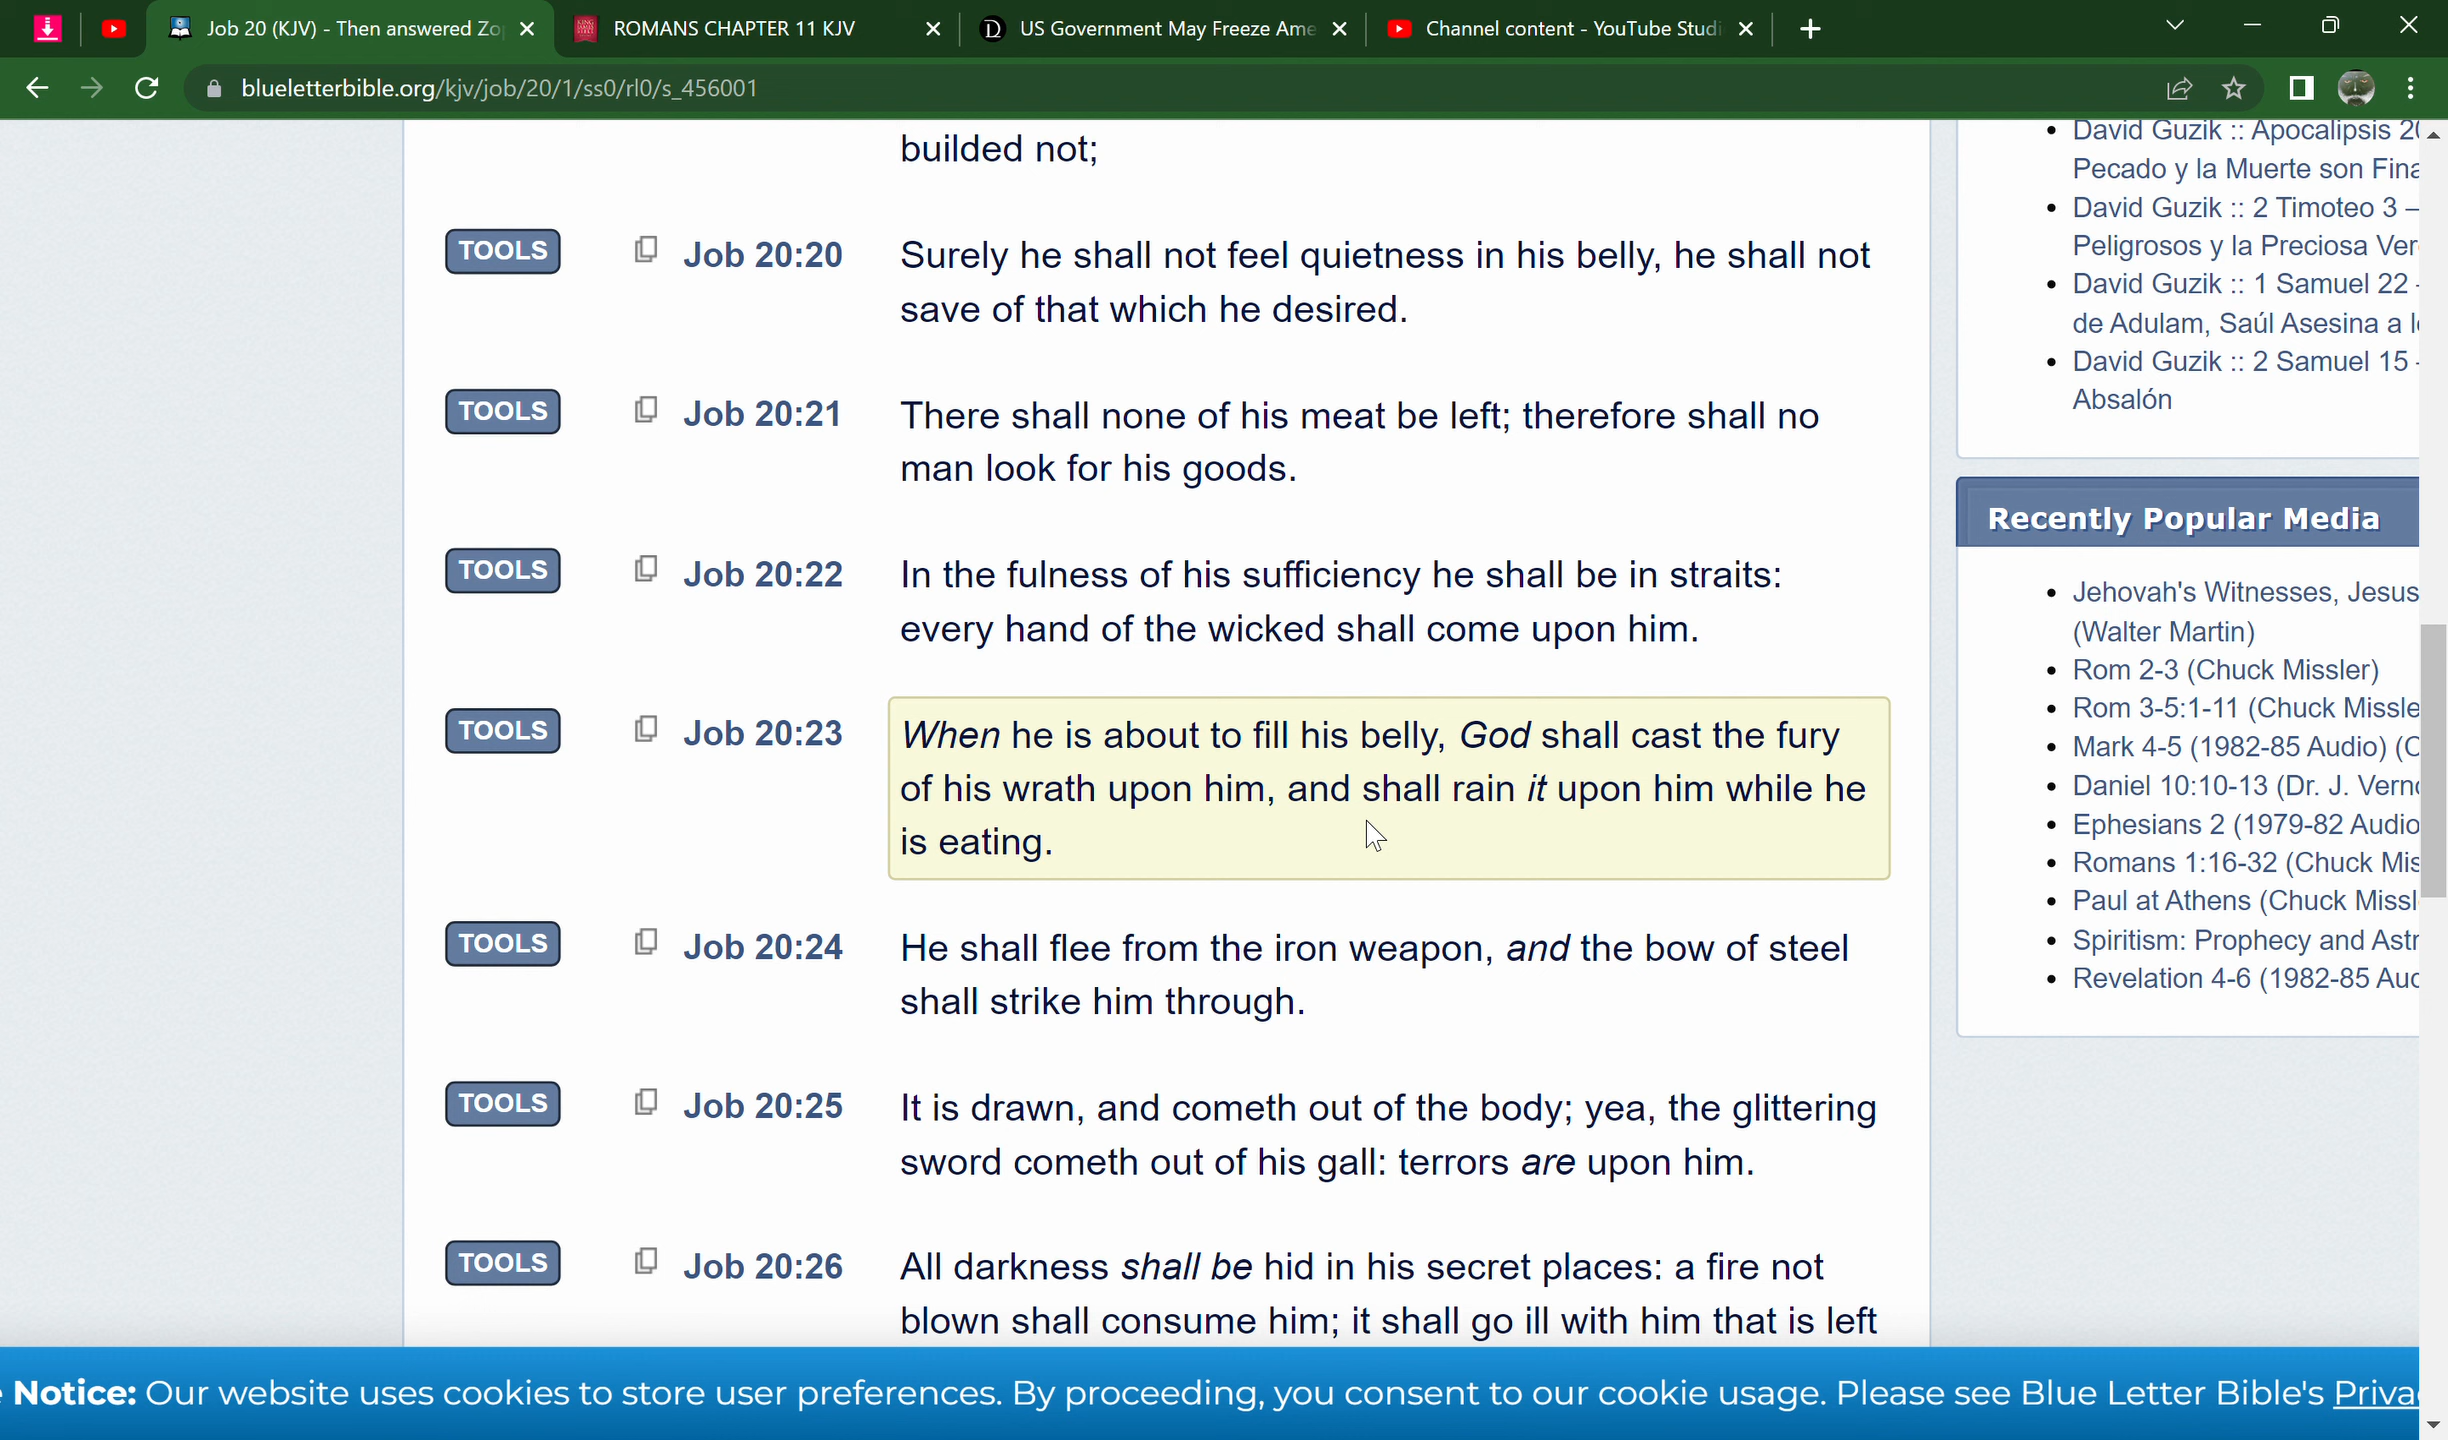 Job 20 (KJV) - Then answered Zo
ROMANS CHAPTER 11 KJV
US Government May Freeze Ame
Channel content - YouTube Studi
blueletterbible.org/kjv/job/20/1/ss0/rl0/s_456001
builded not;
TOOLS Job 20:20 Surely he shall not feel quietness in his belly, he shall not
save of that which he desired.
TOOLS Job 20:21 There shall none of his meat be left; therefore shall no
man look for his goods.
TOOLS Job 20:22 In the fulness of his sufficiency he shall be in straits:
every hand of the wicked shall come upon him.
TOOLS Job 20:23 When he is about to fill his belly, God shall cast the fury
of his wrath upon him, and shall rain it upon him while he
is eating.
TOOLS Job 20:24 He shall flee from the iron weapon, and the bow of steel
shall strike him through.
TOOLS Job 20:25 It is drawn, and cometh out of the body; yea, the glittering
sword cometh out of his gall: terrors are upon him.
TOOLS Job 20:26 All darkness shall be hid in his secret places: a fire not
blown shall consume him; it shall go ill with him that is left
David Guzik :: Apocalipsis 2
Pecado y la Muerte son Fina
David Guzik :: 2 Timoteo 3 –
Peligrosos y la Preciosa Ver
David Guzik :: 1 Samuel 22 -
de Adulam, Saúl Asesina a l
David Guzik :: 2 Samuel 15 -
Absalón
Recently Popular Media
Jehovah's Witnesses, Jesus
(Walter Martin)
Rom 2-3 (Chuck Missler)
Rom 3-5:1-11 (Chuck Missle
Mark 4-5 (1982-85 Audio) (C
Daniel 10:10-13 (Dr. J. Vern
Ephesians 2 (1979-82 Audio
Romans 1:16-32 (Chuck Mis
Paul at Athens (Chuck Missl
Spiritism: Prophecy and Astr
Revelation 4-6 (1982-85 Aud
Notice: Our website uses cookies to store user preferences. By proceeding, you consent to our cookie usage. Please see Blue Letter Bible's Priva